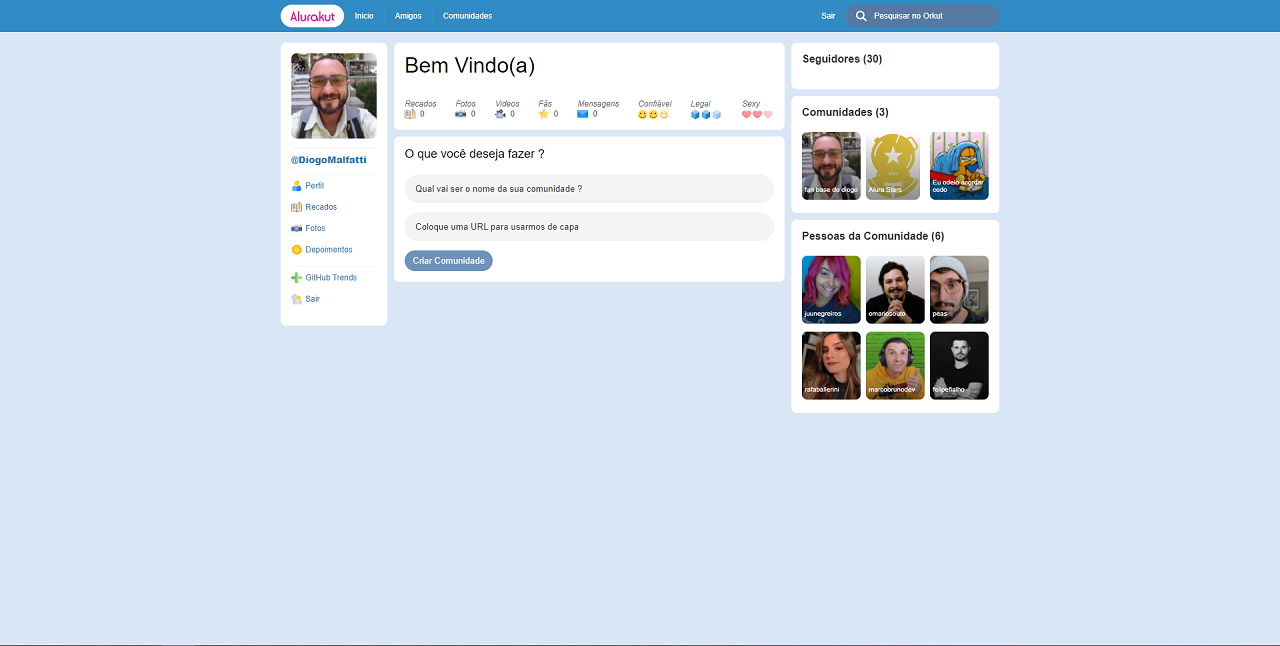 Alurakut
Inicio
Amigos
Comunidades
Sair
Pesquisar no Orkut
@DiogoMalfatti
Perfil
Recados
Fotos
Depoimentos
GitHub Trends
Sair
Bem Vindo(a)
Recados Fotos Videos Fãs Mensagens Confiável Legal Sexy
0 0 0 0 0
O que você deseja fazer ?
Qual vai ser o nome da sua comunidade ?
Coloque uma URL para usarmos de capa
Criar Comunidade
Seguidores (30)
Comunidades (3)
fan base do diogo
Alura Stars
Eu odeio acordar
cedo
Pessoas da Comunidade (6)
juunegreiros
omariosouto
peas
rafaballerini
marcobrunodev
felipefialho